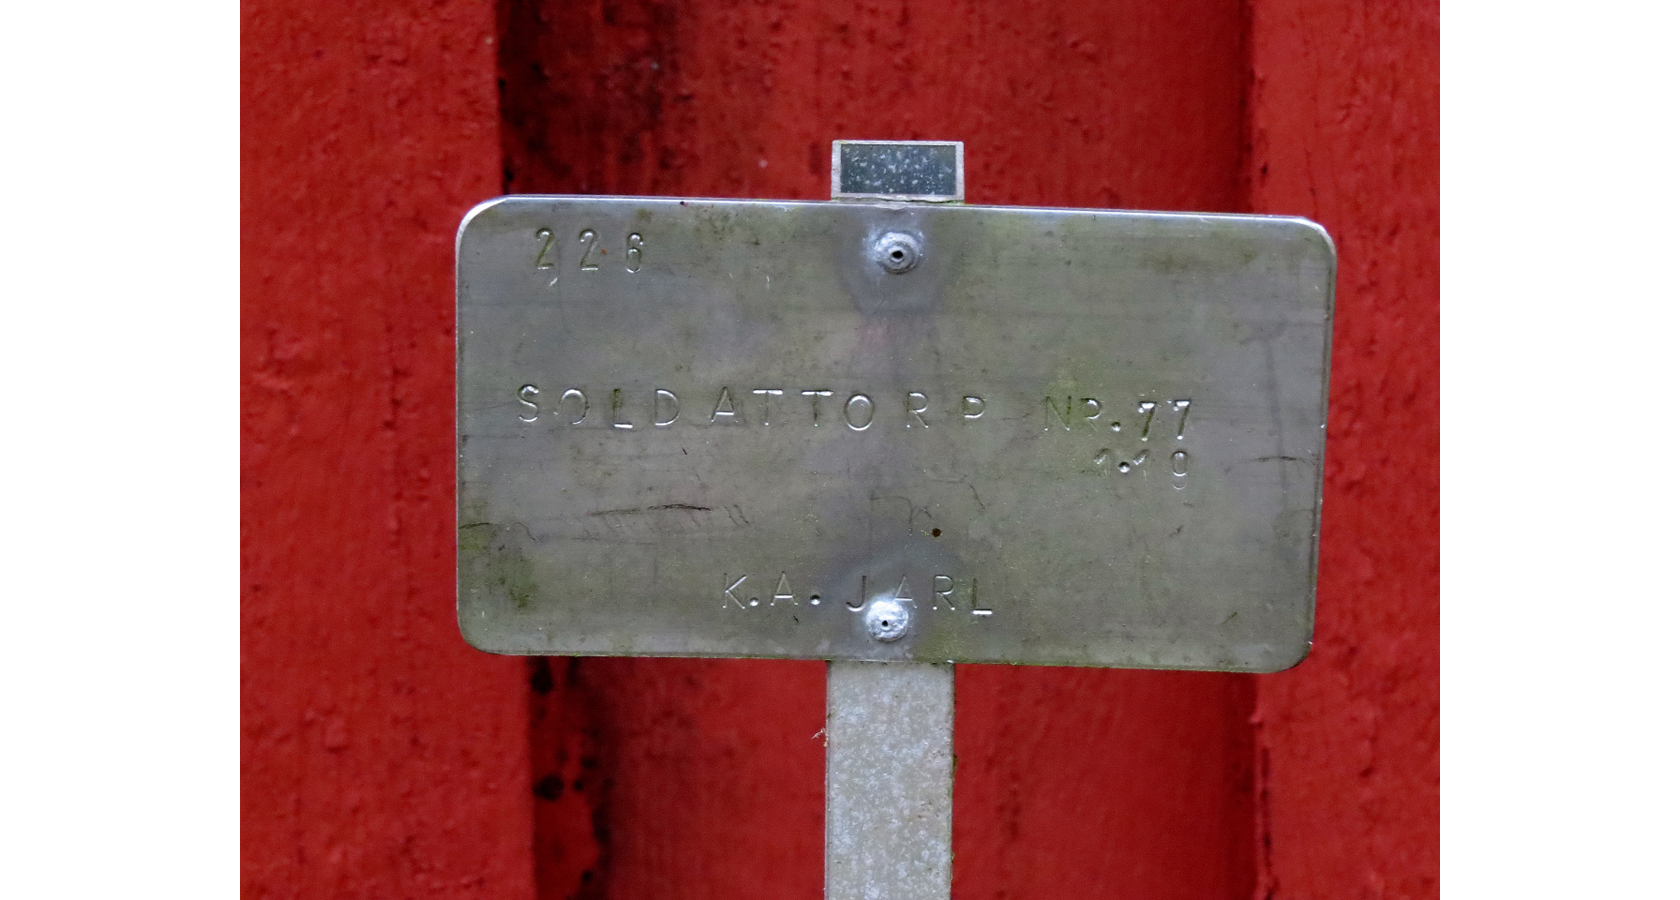 226
SOLDATTORP NR.77
1.19
K.A. JARL